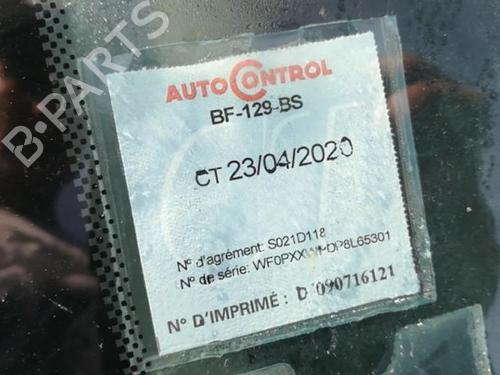 B-PARTS
AUTOCONTROL
BF-129-BS
CT 23/04/2020
N° d'agrément: S021D118
N° de série:
N° D'IMPRIMÉ : D 090716121